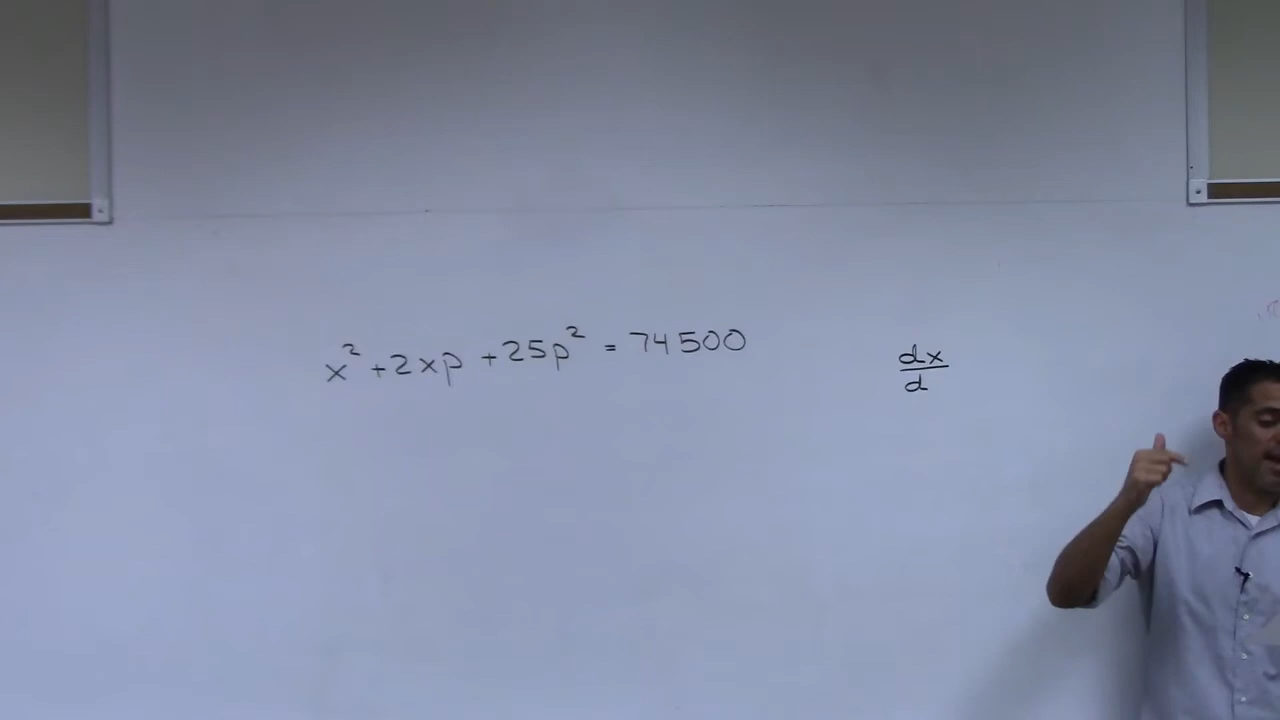 x² + 2xp + 25p² = 74500
dx
d